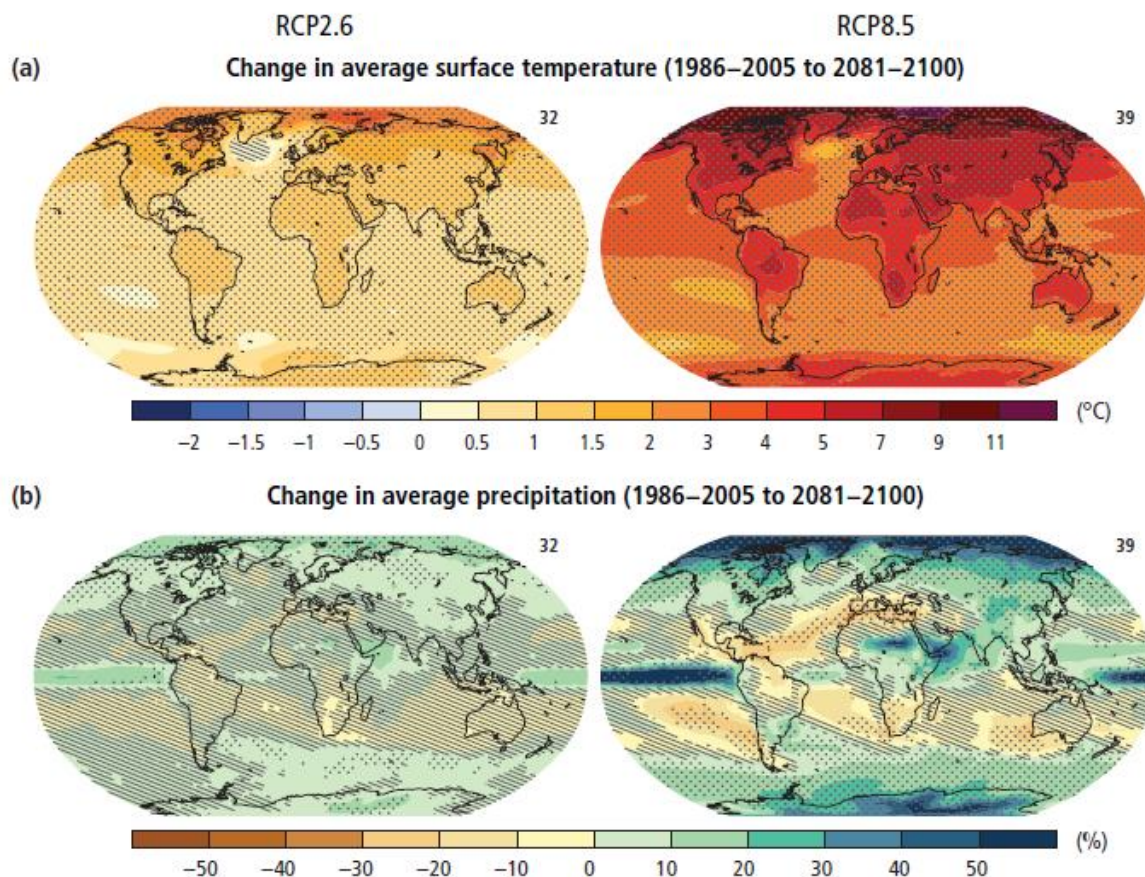 RCP2.6 RCP8.5
(a) Change in average surface temperature (1986–2005 to 2081–2100)
32 39
(°C)
−2 −1.5 −1 −0.5 0 0.5 1 1.5 2 3 4 5 7 9 11
(b) Change in average precipitation (1986–2005 to 2081–2100)
32 39
(%)
−50 −40 −30 −20 −10 0 10 20 30 40 50